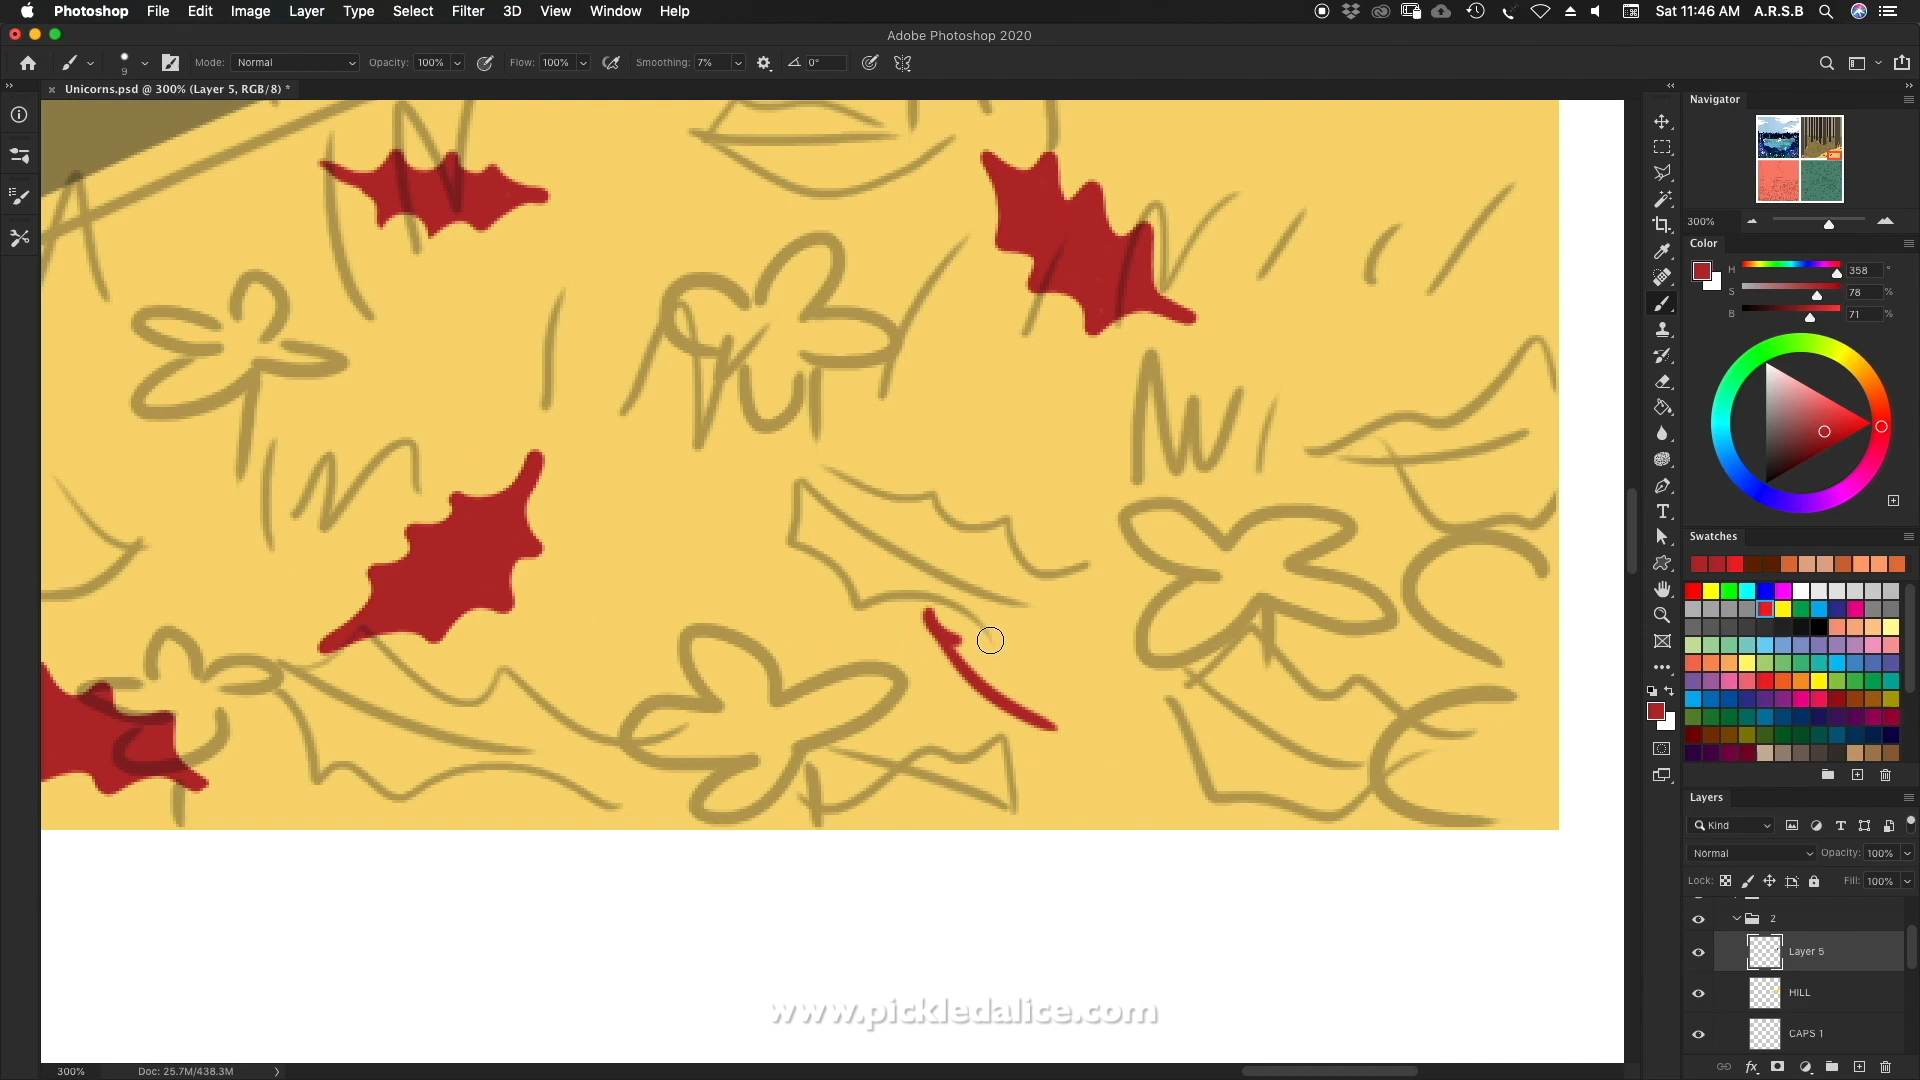 Photoshop File Edit Image Layer Type Select Filter 3D View Window Help Sat 11:46 AM A.R.S.B
Adobe Photoshop 2020
9 Mode: Normal Opacity: 100% Flow: 100% Smoothing: 7% 0°
Unicorns.psd @ 300% (Layer 5, RGB/8) *
Navigator
300%
Color
H 358 °
S 78 %
B 71 %
Swatches
Layers
Kind
Normal Opacity: 100%
Lock: Fill: 100%
2
Layer 5
HILL
CAPS 1
www.pickledalice.com
300% Doc: 25.7M/438.3M